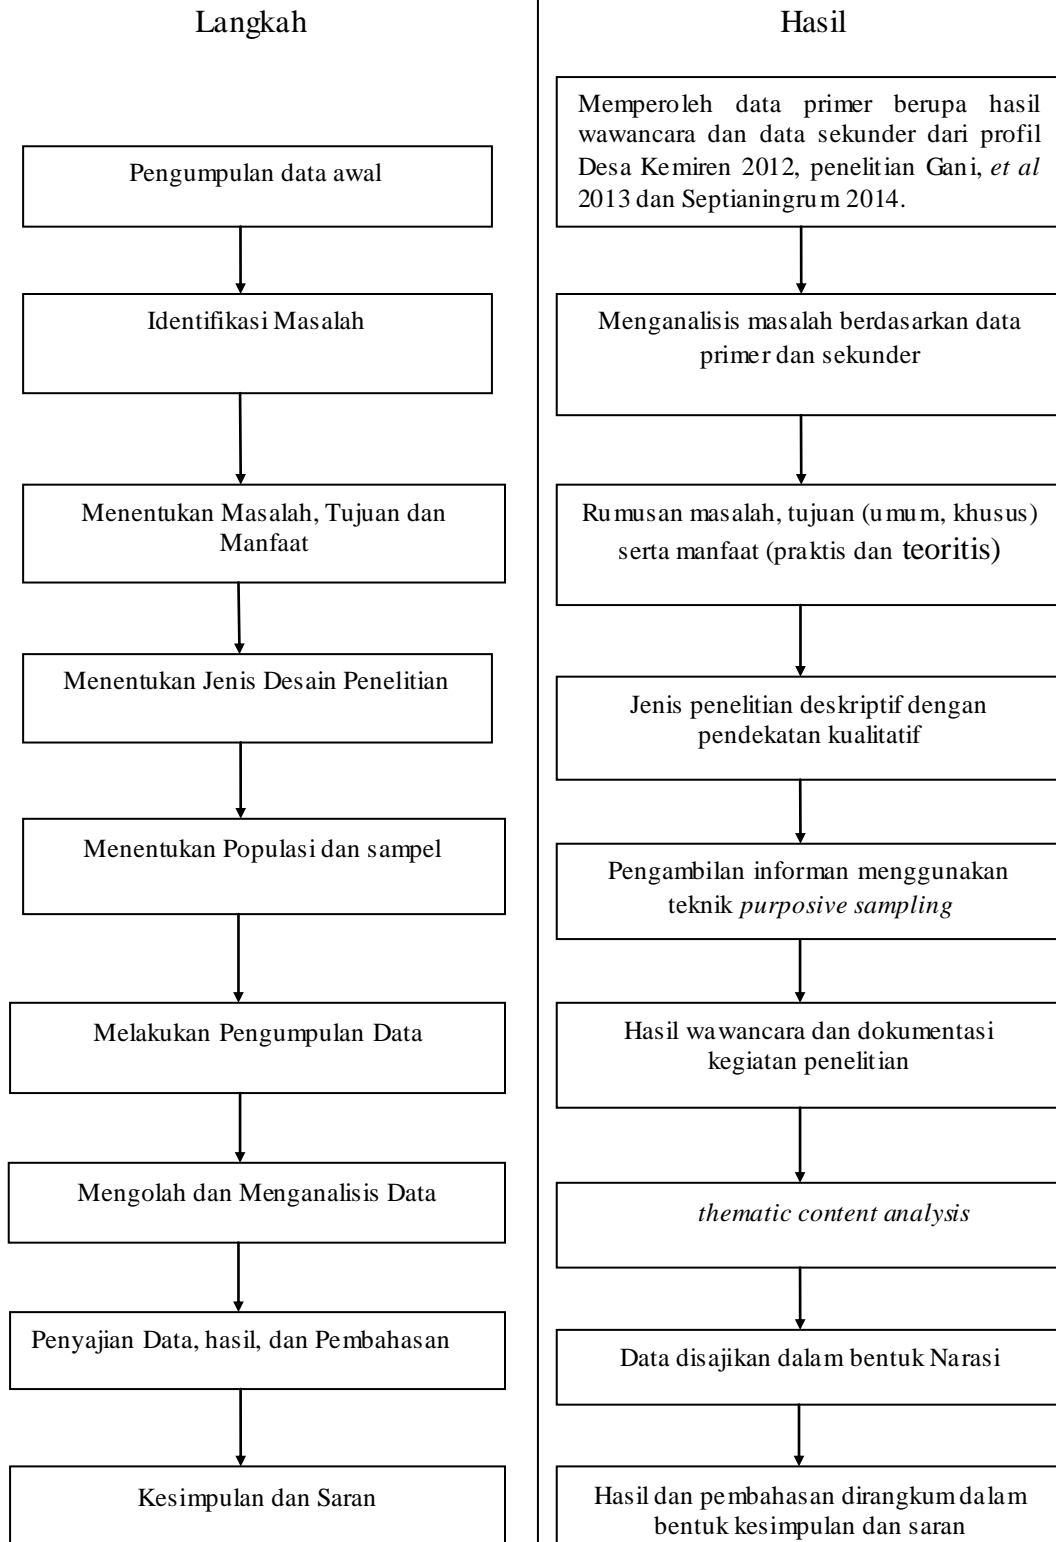 Langkah
Pengumpulan data awal
Identifikasi Masalah
Menentukan Masalah, Tujuan dan
Manfaat
Menentukan Jenis Desain Penelitian
Menentukan Populasi dan sampel
Melakukan Pengumpulan Data
Mengolah dan Menganalisis Data
Penyajian Data, hasil, dan Pembahasan
Kesimpulan dan Saran
Hasil
Memperoleh data primer berupa hasil
wawancara dan data sekunder dari profil
Desa Kemiren 2012, penelitian Gani, et al
2013 dan Septianingrum 2014.
Menganalisis masalah berdasarkan data
primer dan sekunder
Rumusan masalah, tujuan (umum, khusus)
serta manfaat (praktis dan teoritis)
Jenis penelitian deskriptif dengan
pendekatan kualitatif
Pengambilan informan menggunakan
teknik purposive sampling
Hasil wawancara dan dokumentasi
kegiatan penelitian
thematic content analysis
Data disajikan dalam bentuk Narasi
Hasil dan pembahasan dirangkum dalam
bentuk kesimpulan dan saran